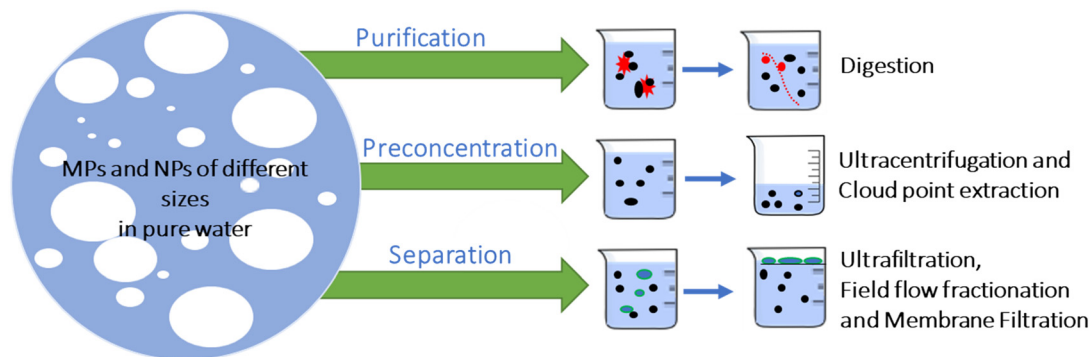 Purification
Digestion
MPs and NPs of different
sizes
in pure water
Preconcentration
Ultracentrifugation and
Cloud point extraction
Separation
Ultrafiltration,
Field flow fractionation
and Membrane Filtration